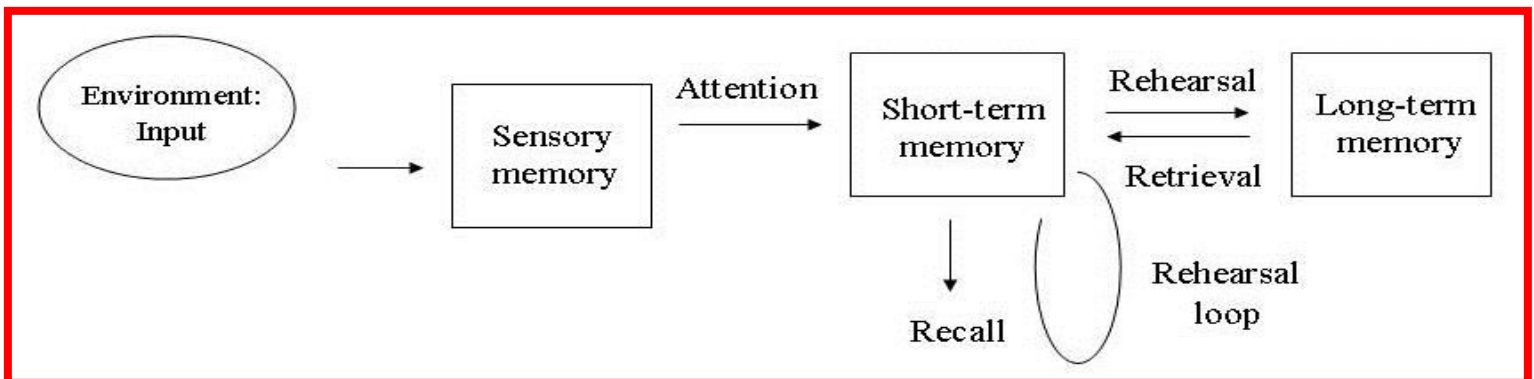 Environment:
Input
Sensory
memory
Attention
Short-term
memory
Rehearsal
Retrieval
Long-term
memory
Recall
Rehearsal
loop